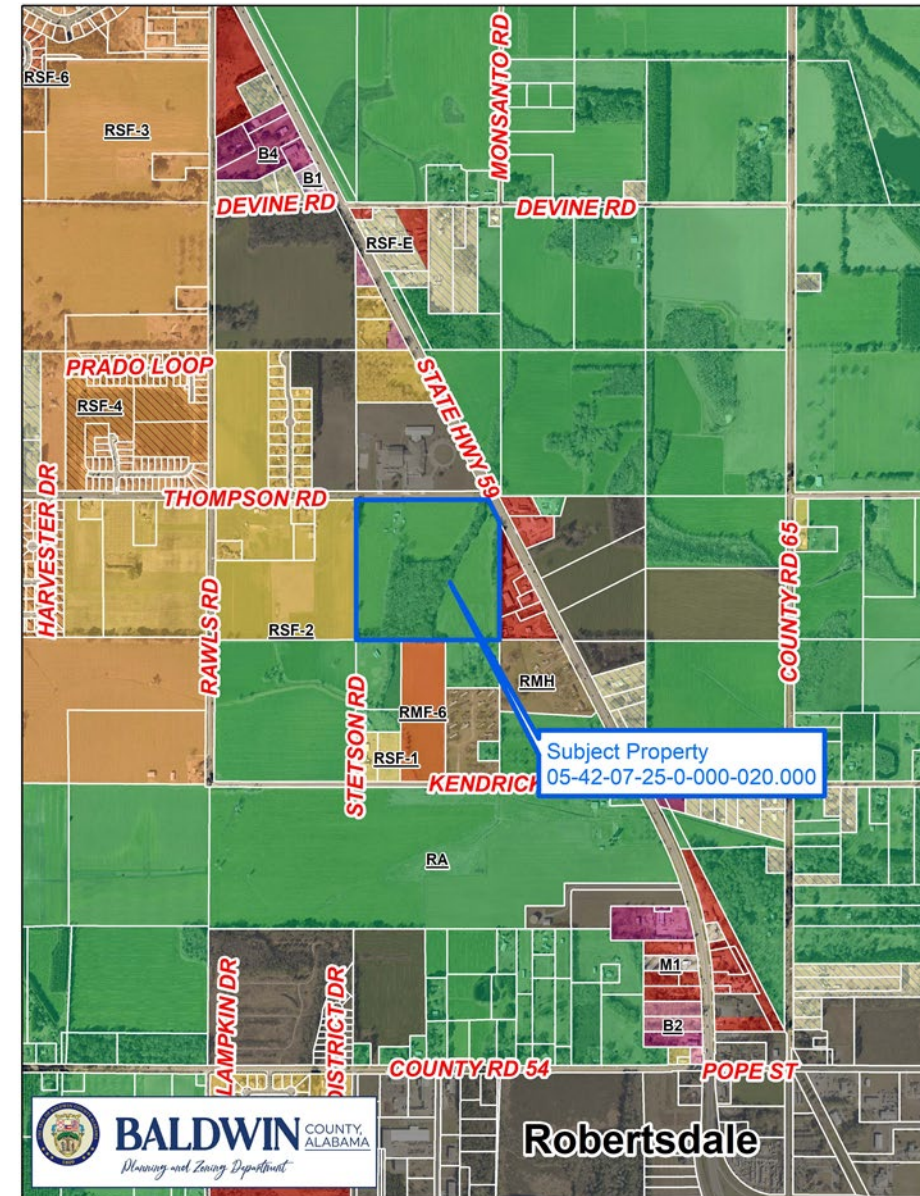 RSF-6
MONSANTO RD
RSF-3
B4
B1
DEVINE RD
DEVINE RD
RSF-E
PRADO LOOP
STATE HWY 59
RSF-4
HARVESTER DR
THOMPSON RD
RAWLS RD
COUNTY RD 65
RSF-2
STETSON RD
RMH
RMF-6
RSF-1
Subject Property
05-42-07-25-0-000-020.000
KENDRICK
RA
LAMPKIN DR
DISTRICT DR
M1
B2
COUNTY RD 54
POPE ST
BALDWIN COUNTY, ALABAMA
Planning and Zoning Department
Robertsdale